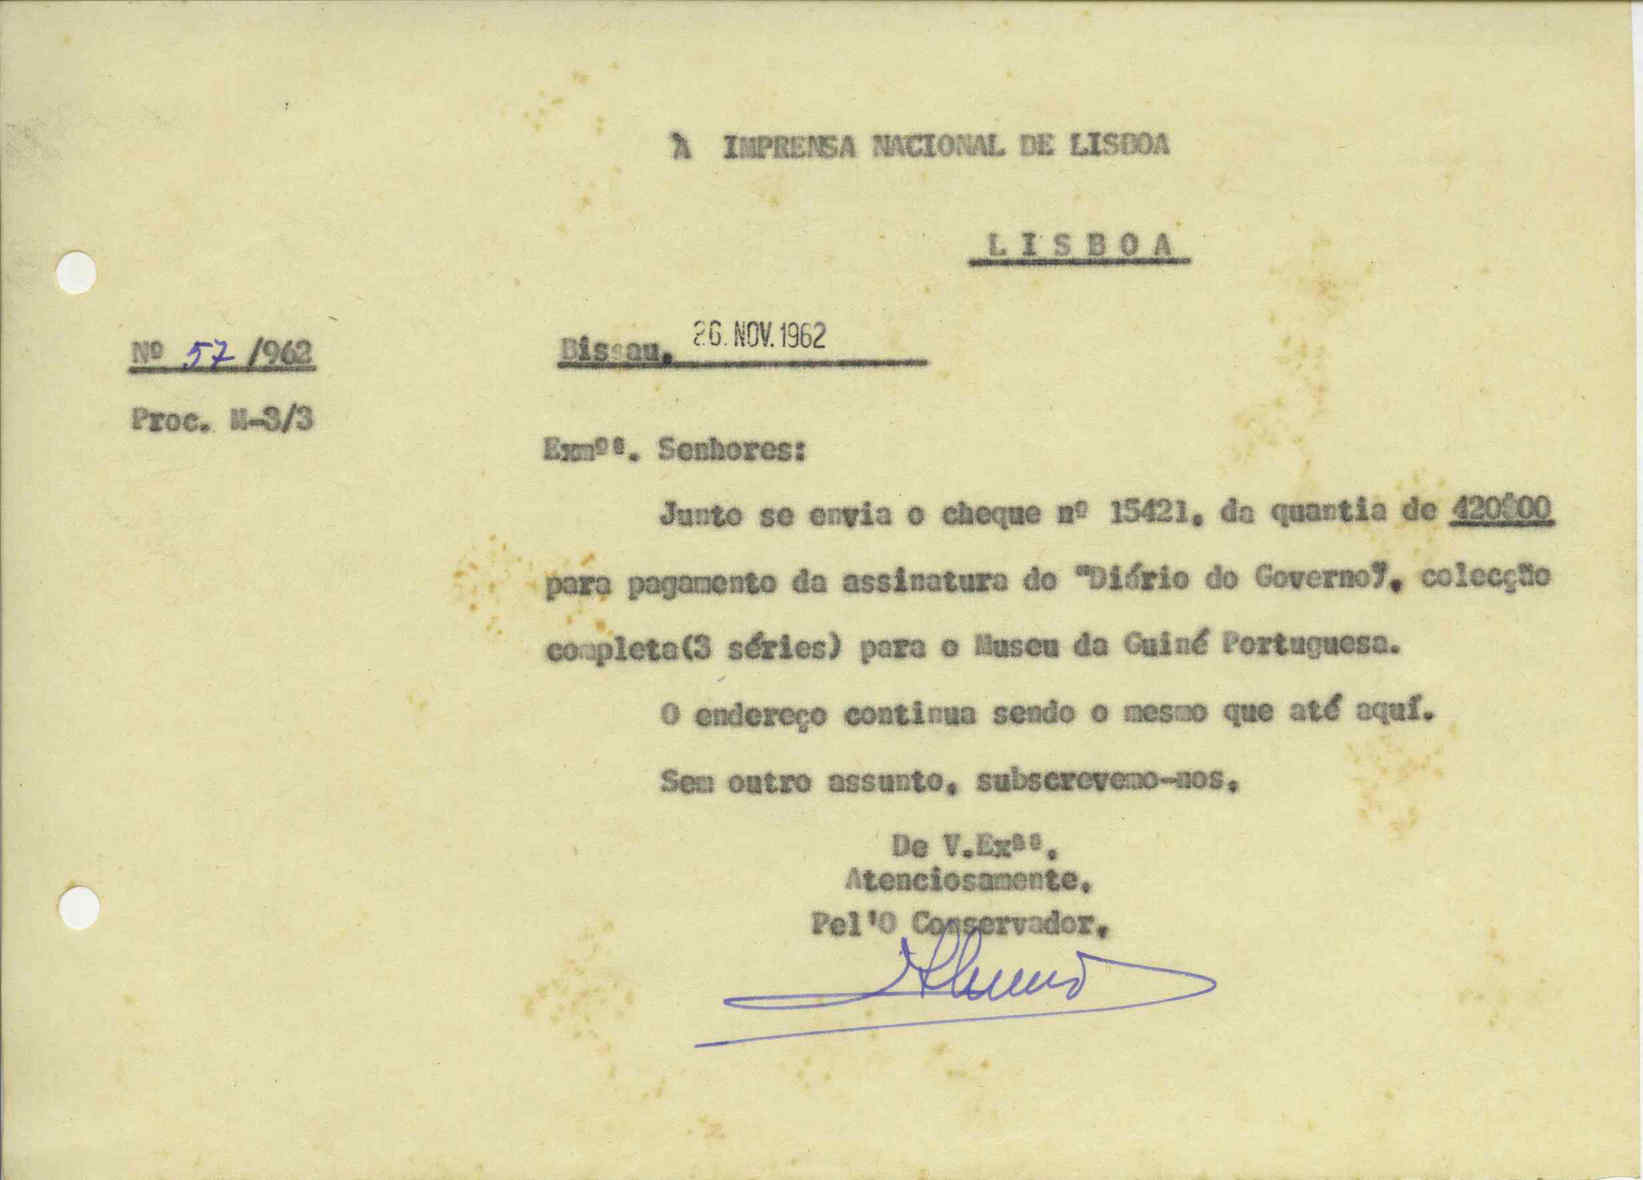 À IMPRENSA NACIONAL DE LISBOA
LISBOA
Nº 57/962
Bissau, 26. NOV. 1962
Proc. M-3/3
Exmºˢ. Senhores:
Junto se envia o cheque nº 15421, da quantia de 420$00
para pagamento da assinatura do "Diário do Governo", colecção
completa(3 séries) para o Museu da Guiné Portuguesa.
O endereço continua sendo o mesmo que até aquí.
Sem outro assunto, subscrevemo-nos,
De V.Exªˢ.
Atenciosamente,
Pel'O Conservador,